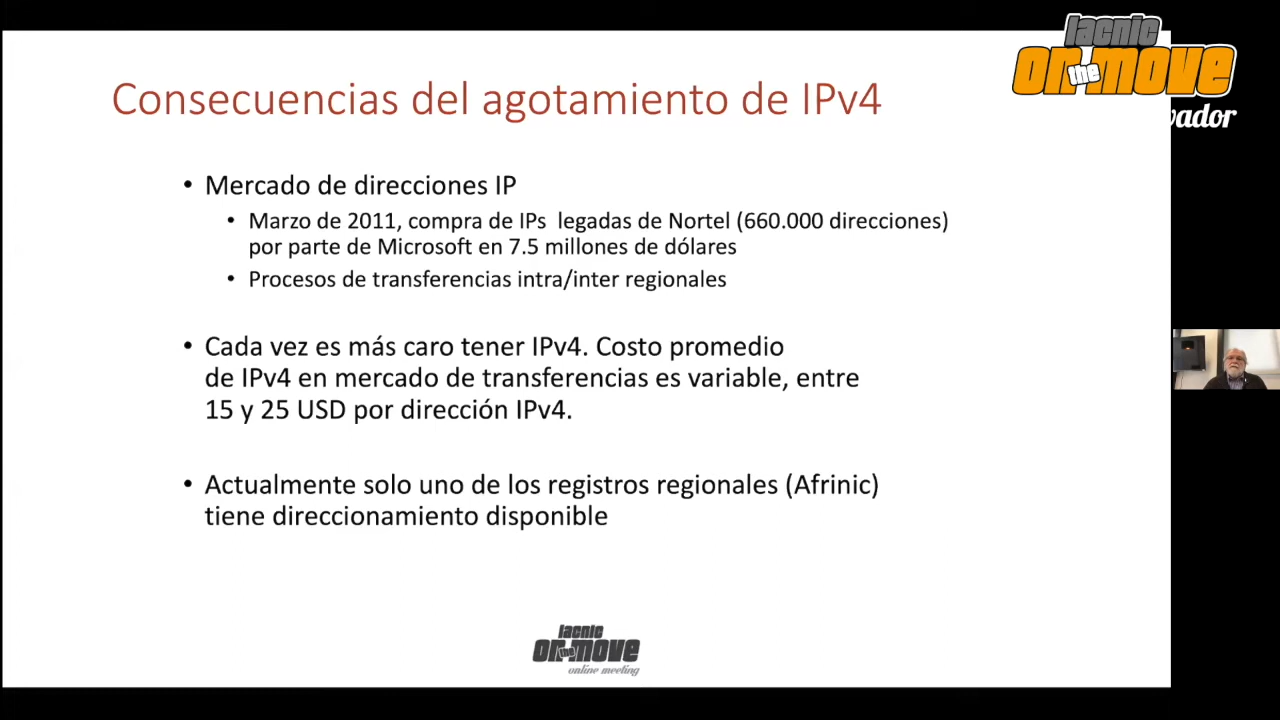 lacnic
on the move
vador
Consecuencias del agotamiento de IPv4
• Mercado de direcciones IP
• Marzo de 2011, compra de IPs legadas de Nortel (660.000 direcciones)
por parte de Microsoft en 7.5 millones de dólares
• Procesos de transferencias intra/inter regionales
• Cada vez es más caro tener IPv4. Costo promedio
de IPv4 en mercado de transferencias es variable, entre
15 y 25 USD por dirección IPv4.
• Actualmente solo uno de los registros regionales (Afrinic)
tiene direccionamiento disponible
lacnic
on the move
online meeting